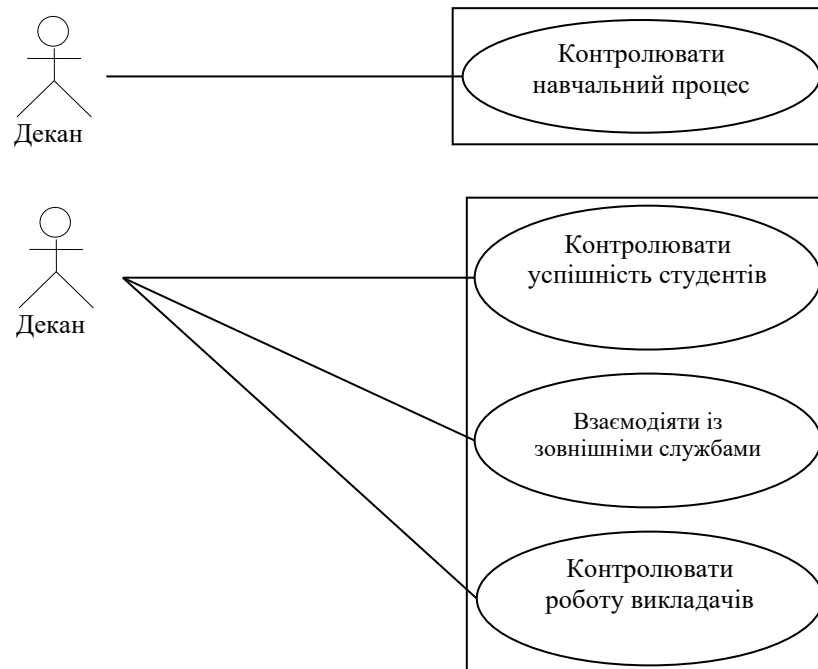 Контролювати
навчальний процес
Декан
Контролювати
успішність студентів
Декан
Взаємодіяти із
зовнішніми службами
Контролювати
роботу викладачів